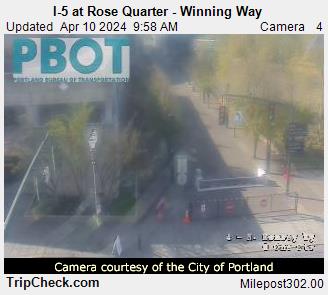 I-5 at Rose Quarter - Winning Way
Updated Apr 10 2024 9:58 AM Camera 4
PBOT
PORTLAND BUREAU OF TRANSPORTATION
Camera courtesy of the City of Portland
TripCheck.com Milepost302.00